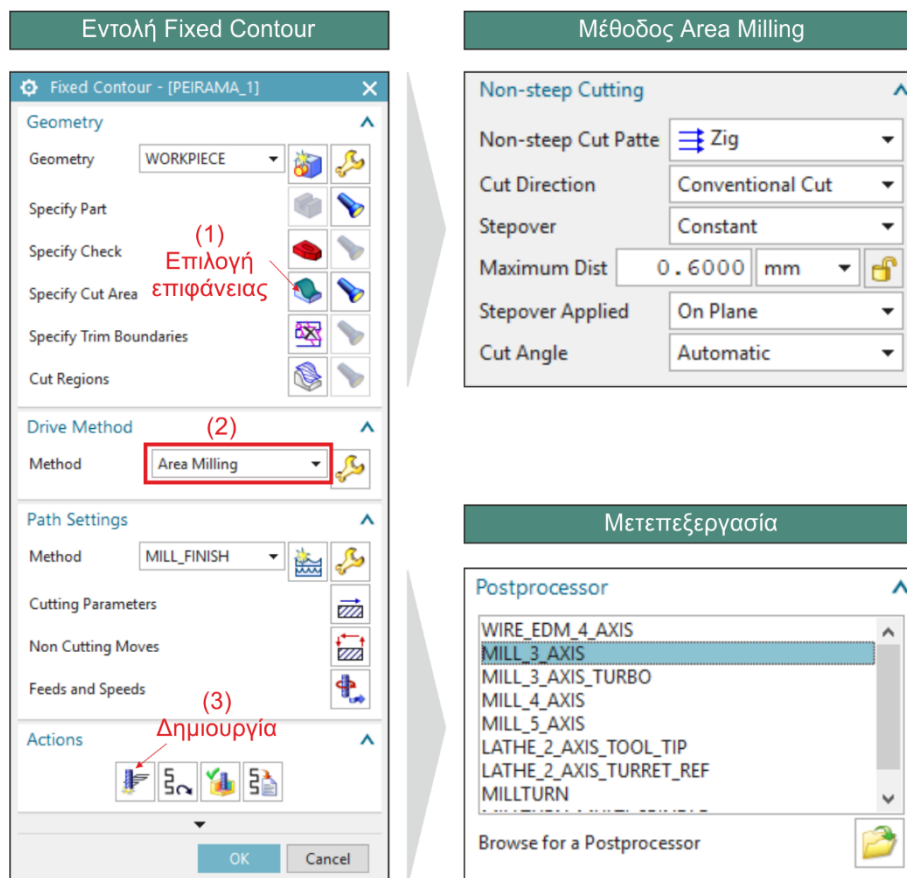 Εντολή Fixed Contour
Fixed Contour - [PEIRAMA_1]
Geometry
Geometry WORKPIECE
Specify Part
Specify Check
(1)
Επιλογή
επιφάνειας
Specify Cut Area
Specify Trim Boundaries
Cut Regions
Drive Method
(2)
Method Area Milling
Path Settings
Method MILL_FINISH
Cutting Parameters
Non Cutting Moves
Feeds and Speeds
(3)
Δημιουργία
Actions
OK Cancel
Μέθοδος Area Milling
Non-steep Cutting
Non-steep Cut Patte Zig
Cut Direction Conventional Cut
Stepover Constant
Maximum Dist 0.6000 mm
Stepover Applied On Plane
Cut Angle Automatic
Μετεπεξεργασία
Postprocessor
WIRE_EDM_4_AXIS
MILL_3_AXIS
MILL_3_AXIS_TURBO
MILL_4_AXIS
MILL_5_AXIS
LATHE_2_AXIS_TOOL_TIP
LATHE_2_AXIS_TURRET_REF
MILLTURN
Browse for a Postprocessor